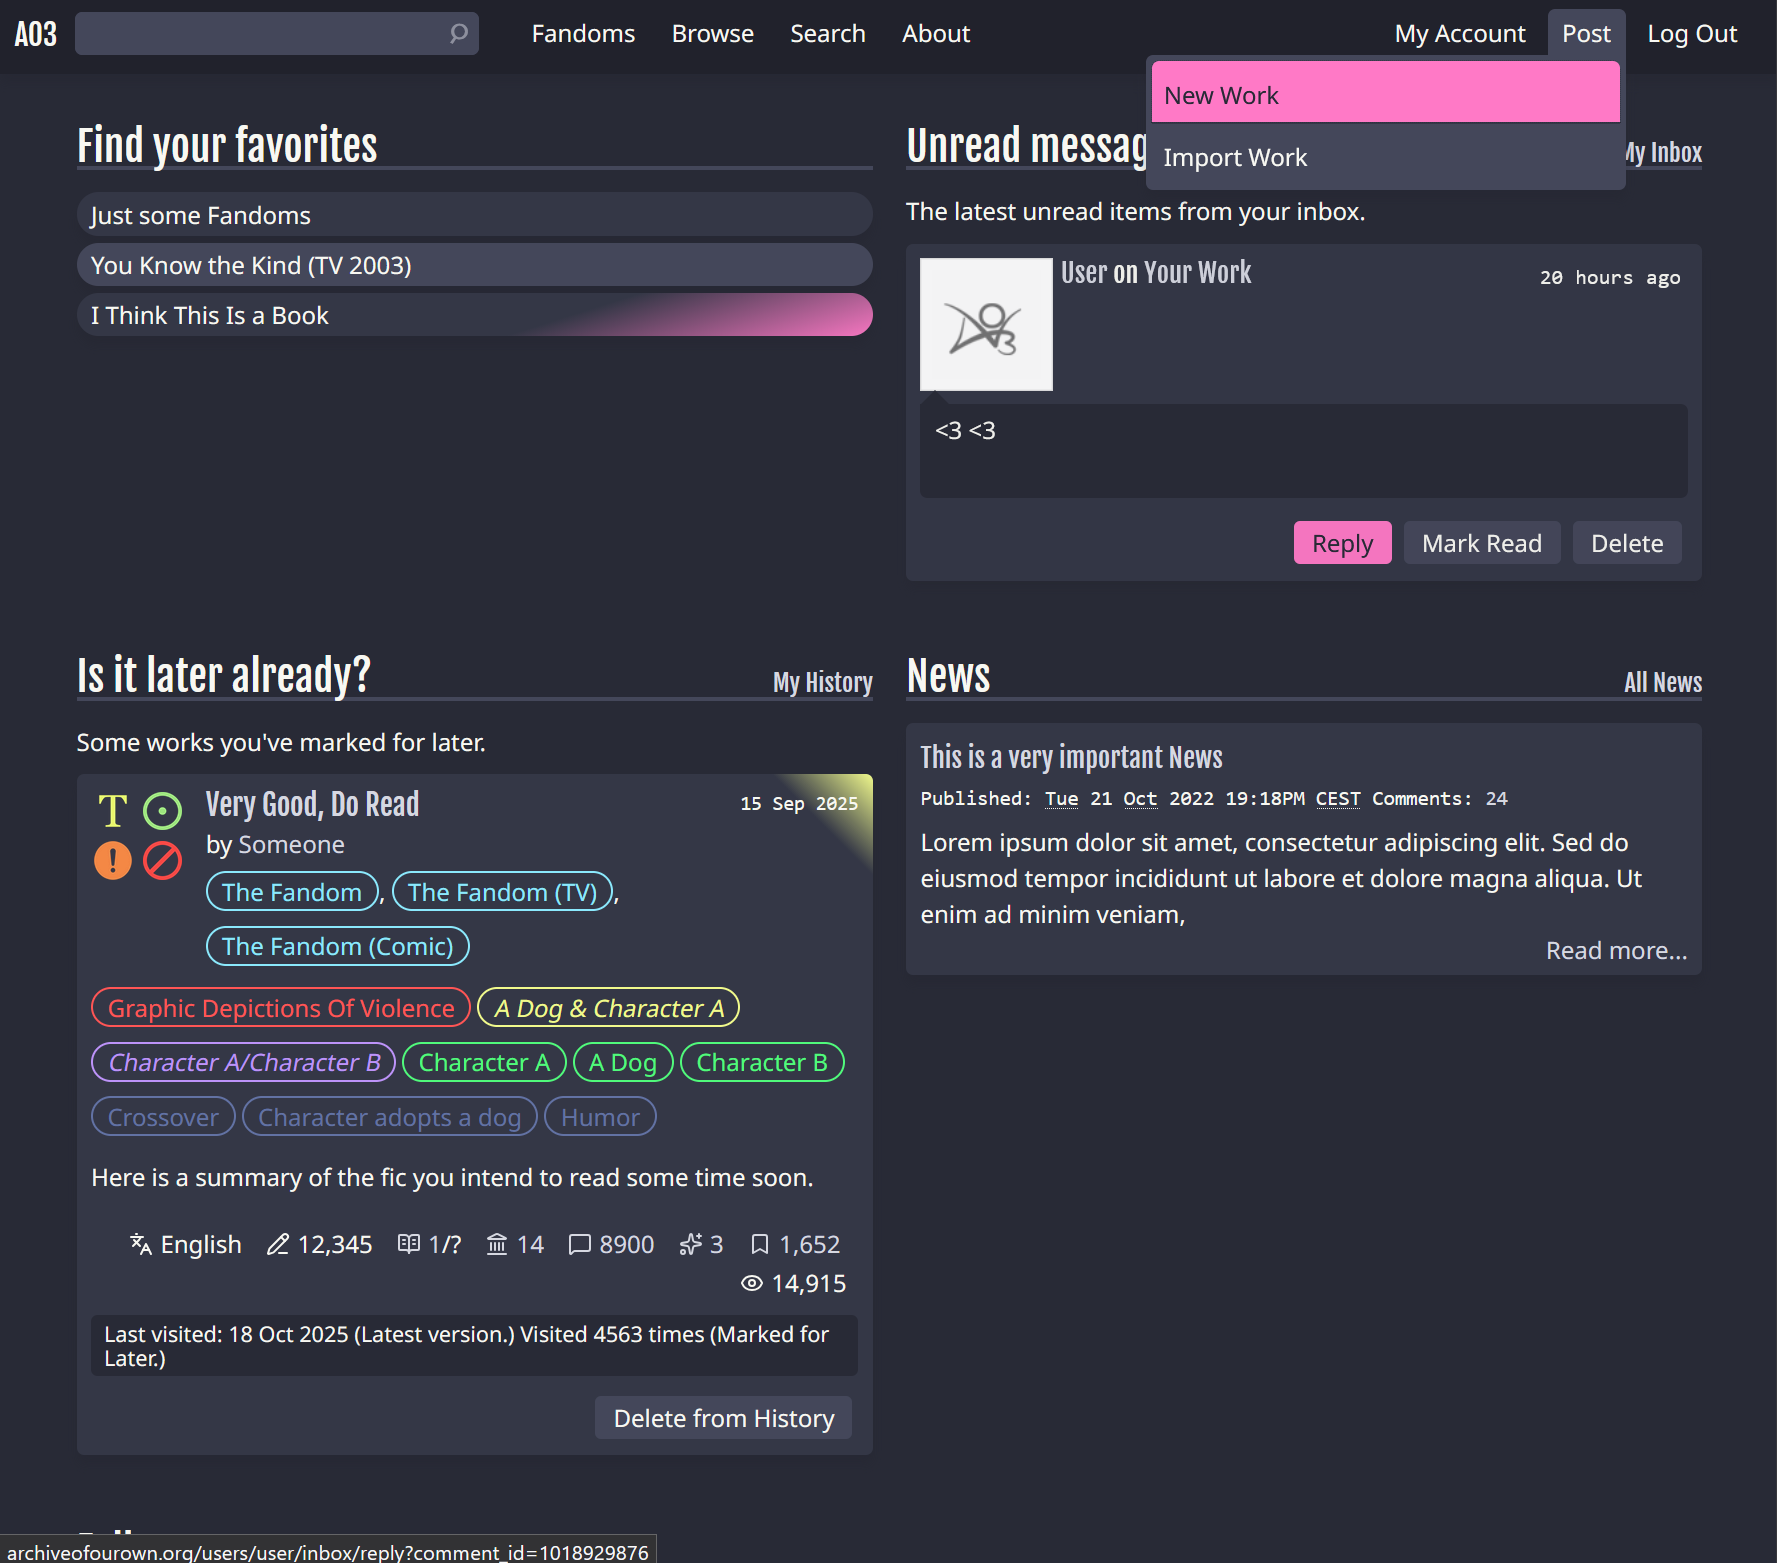 AO3
Fandoms Browse Search About My Account Post Log Out
New Work
Import Work
Find your favorites
Just some Fandoms
You Know the Kind (TV 2003)
I Think This Is a Book
Unread messag
My Inbox
The latest unread items from your inbox.
User on Your Work
20 hours ago
<3 <3
Reply Mark Read Delete
Is it later already?
My History
Some works you've marked for later.
T
Very Good, Do Read
15 Sep 2025
by Someone
The Fandom, The Fandom (TV),
The Fandom (Comic)
Graphic Depictions Of Violence A Dog & Character A
Character A/Character B Character A A Dog Character B
Crossover Character adopts a dog Humor
Here is a summary of the fic you intend to read some time soon.
English 12,345 1/? 14 8900 3 1,652
14,915
Last visited: 18 Oct 2025 (Latest version.) Visited 4563 times (Marked for
Later.)
Delete from History
News
All News
This is a very important News
Published: Tue 21 Oct 2022 19:18PM CEST Comments: 24
Lorem ipsum dolor sit amet, consectetur adipiscing elit. Sed do
eiusmod tempor incididunt ut labore et dolore magna aliqua. Ut
enim ad minim veniam,
Read more...
archiveofourown.org/users/user/inbox/reply?comment_id=1018929876